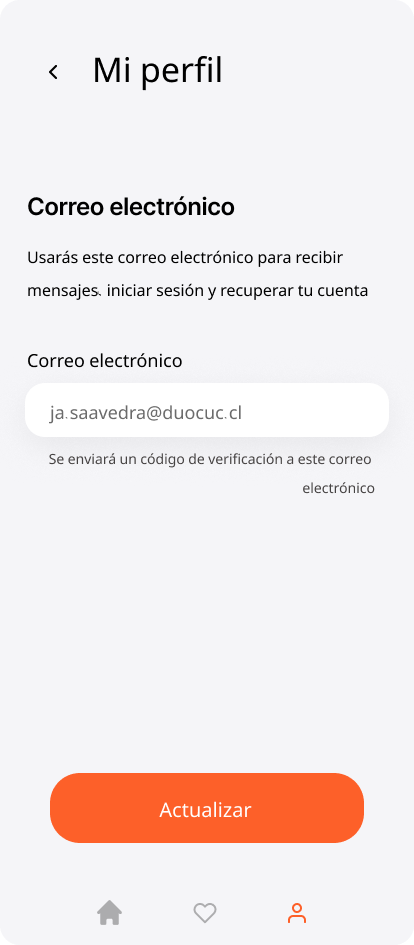 Mi perfil
Correo electrónico
Usarás este correo electrónico para recibir
mensajes, iniciar sesión y recuperar tu cuenta
Correo electrónico
ja.saavedra@duocuc.cl
Se enviará un código de verificación a este correo
electrónico
Actualizar